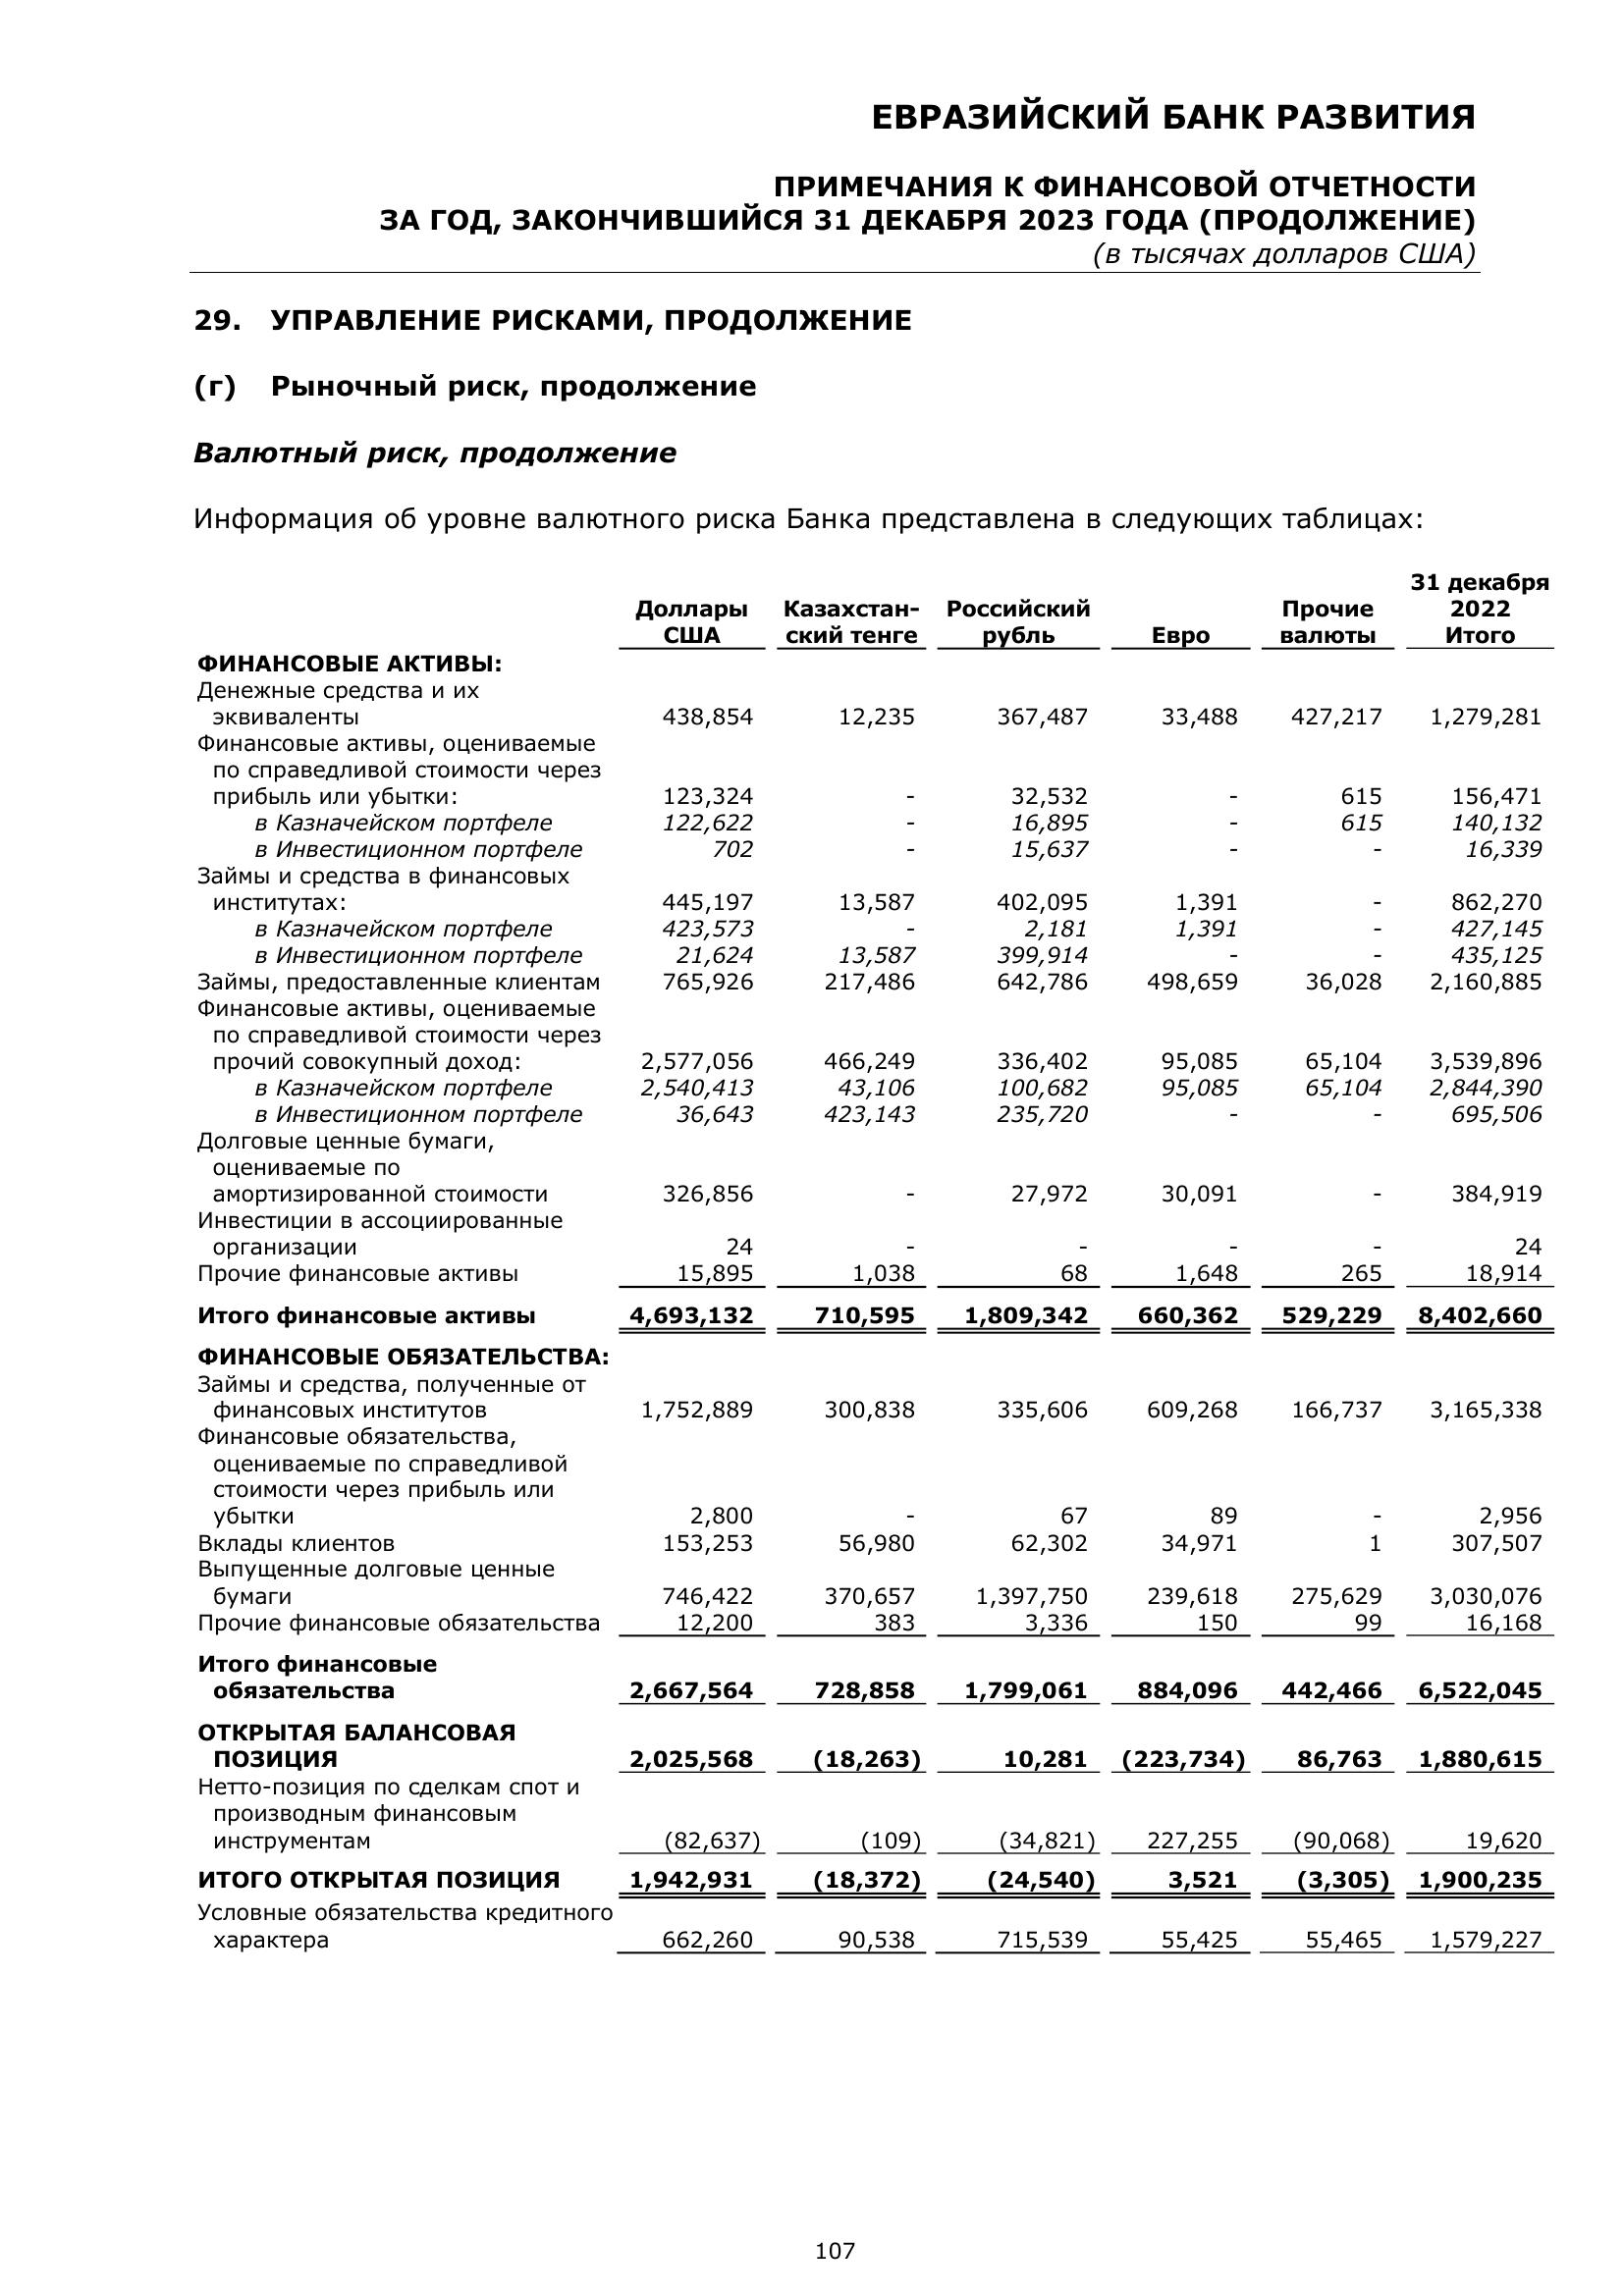 ЕВРАЗИЙСКИЙ БАНК РАЗВИТИЯ
ПРИМЕЧАНИЯ К ФИНАНСОВОЙ ОТЧЕТНОСТИ
ЗА ГОД, ЗАКОНЧИВШИЙСЯ 31 ДЕКАБРЯ 2023 ГОДА (ПРОДОЛЖЕНИЕ)
(в тысячах долларов США)
29. УПРАВЛЕНИЕ РИСКАМИ, ПРОДОЛЖЕНИЕ
(г) Рыночный риск, продолжение
Валютный риск, продолжение
Информация об уровне валютного риска Банка представлена в следующих таблицах:
31 декабря
Доллары Казахстан- Российский Прочие 2022
США ский тенге рубль Евро валюты Итого
ФИНАНСОВЫЕ АКТИВЫ:
Денежные средства и их
эквиваленты 438,854 12,235 367,487 33,488 427,217 1,279,281
Финансовые активы, оцениваемые
по справедливой стоимости через
прибыль или убытки: 123,324 - 32,532 - 615 156,471
в Казначейском портфеле 122,622 - 16,895 - 615 140,132
в Инвестиционном портфеле 702 - 15,637 - - 16,339
Займы и средства в финансовых
институтах: 445,197 13,587 402,095 1,391 - 862,270
в Казначейском портфеле 423,573 - 2,181 1,391 - 427,145
в Инвестиционном портфеле 21,624 13,587 399,914 - - 435,125
Займы, предоставленные клиентам 765,926 217,486 642,786 498,659 36,028 2,160,885
Финансовые активы, оцениваемые
по справедливой стоимости через
прочий совокупный доход: 2,577,056 466,249 336,402 95,085 65,104 3,539,896
в Казначейском портфеле 2,540,413 43,106 100,682 95,085 65,104 2,844,390
в Инвестиционном портфеле 36,643 423,143 235,720 - - 695,506
Долговые ценные бумаги,
оцениваемые по
амортизированной стоимости 326,856 - 27,972 30,091 - 384,919
Инвестиции в ассоциированные
организации 24 - - - - 24
Прочие финансовые активы 15,895 1,038 68 1,648 265 18,914
Итого финансовые активы 4,693,132 710,595 1,809,342 660,362 529,229 8,402,660
ФИНАНСОВЫЕ ОБЯЗАТЕЛЬСТВА:
Займы и средства, полученные от
финансовых институтов 1,752,889 300,838 335,606 609,268 166,737 3,165,338
Финансовые обязательства,
оцениваемые по справедливой
стоимости через прибыль или
убытки 2,800 - 67 89 - 2,956
Вклады клиентов 153,253 56,980 62,302 34,971 1 307,507
Выпущенные долговые ценные
бумаги 746,422 370,657 1,397,750 239,618 275,629 3,030,076
Прочие финансовые обязательства 12,200 383 3,336 150 99 16,168
Итого финансовые
обязательства 2,667,564 728,858 1,799,061 884,096 442,466 6,522,045
ОТКРЫТАЯ БАЛАНСОВАЯ
ПОЗИЦИЯ 2,025,568 (18,263) 10,281 (223,734) 86,763 1,880,615
Нетто-позиция по сделкам спот и
производным финансовым
инструментам (82,637) (109) (34,821) 227,255 (90,068) 19,620
ИТОГО ОТКРЫТАЯ ПОЗИЦИЯ 1,942,931 (18,372) (24,540) 3,521 (3,305) 1,900,235
Условные обязательства кредитного
характера 662,260 90,538 715,539 55,425 55,465 1,579,227
107